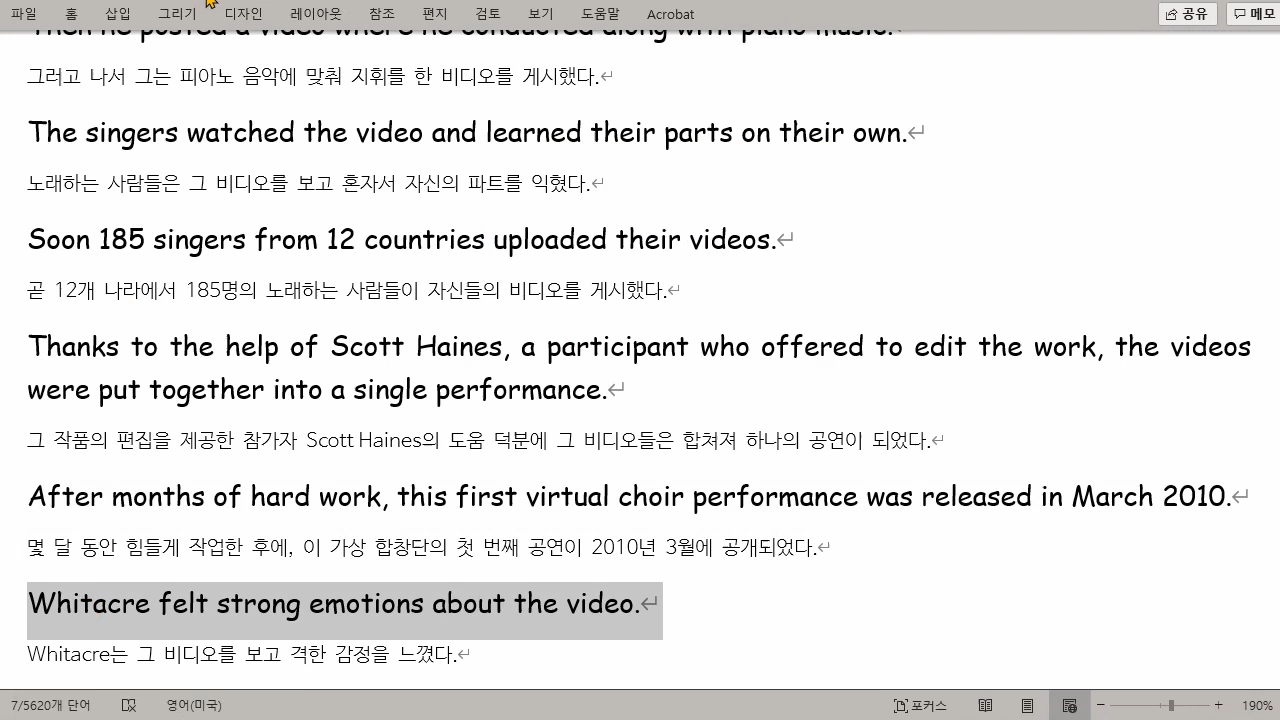 파일 홈 삽입 그리기 디자인 레이아웃 참조 편지 검토 보기 도움말 Acrobat 공유 메모
Then he posted a video where he conducted along with piano music.
그러고 나서 그는 피아노 음악에 맞춰 지휘를 한 비디오를 게시했다.
The singers watched the video and learned their parts on their own.
노래하는 사람들은 그 비디오를 보고 혼자서 자신의 파트를 익혔다.
Soon 185 singers from 12 countries uploaded their videos.
곧 12개 나라에서 185명의 노래하는 사람들이 자신들의 비디오를 게시했다.
Thanks to the help of Scott Haines, a participant who offered to edit the work, the videos
were put together into a single performance.
그 작품의 편집을 제공한 참가자 Scott Haines의 도움 덕분에 그 비디오들은 합쳐져 하나의 공연이 되었다.
After months of hard work, this first virtual choir performance was released in March 2010.
몇 달 동안 힘들게 작업한 후에, 이 가상 합창단의 첫 번째 공연이 2010년 3월에 공개되었다.
Whitacre felt strong emotions about the video.
Whitacre는 그 비디오를 보고 격한 감정을 느꼈다.
7/5620개 단어 영어(미국) 포커스 190%